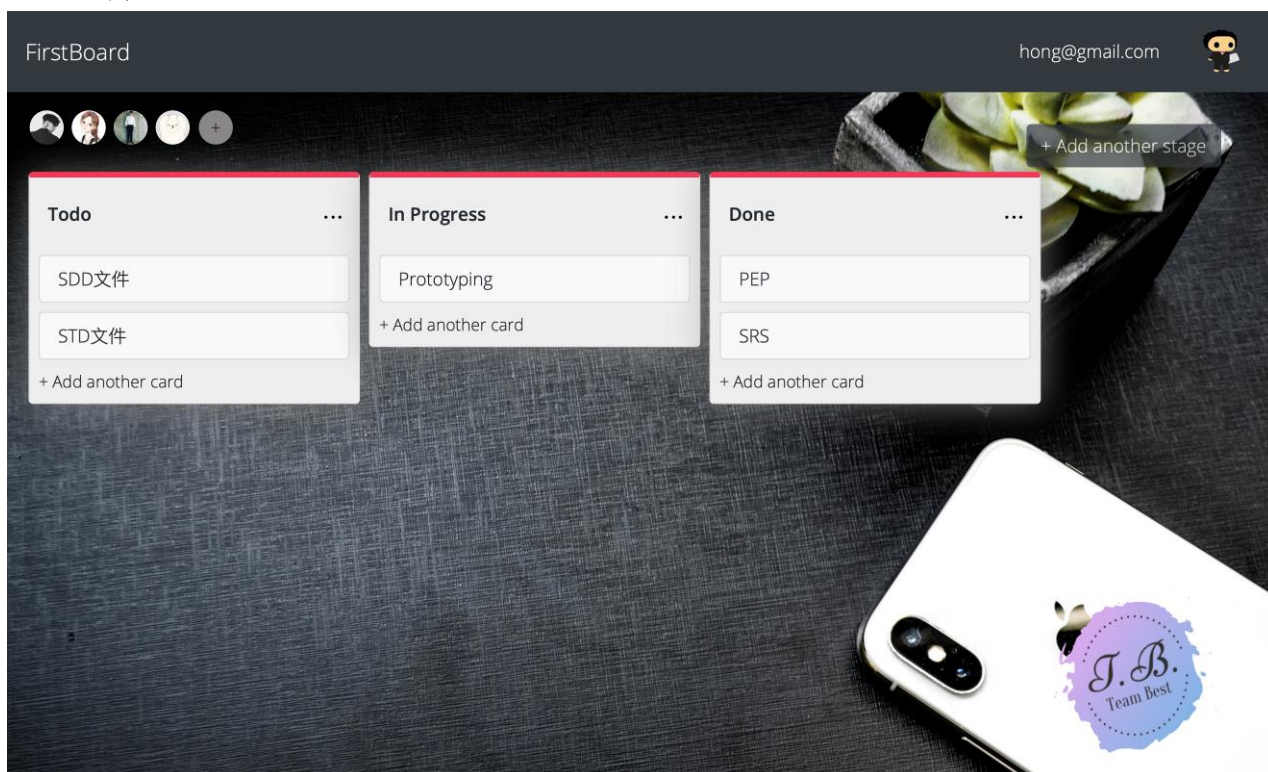 FirstBoard
hong@gmail.com
+
+ Add another stage
Todo
...
In Progress
...
Done
...
SDD文件
STD文件
+ Add another card
Prototyping
+ Add another card
PEP
SRS
+ Add another card
T.B.
Team Best